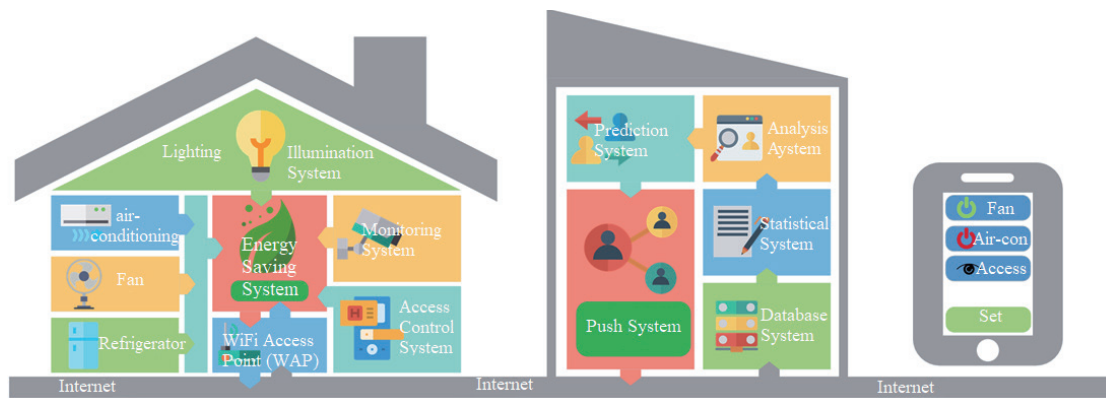 Lighting
Illumination
System
air-
conditioning
Fan
Refrigerator
Energy
Saving
System
Monitoring
System
WiFi Access
Point (WAP)
Access
Control
System
Internet
Prediction
System
Analysis
Aystem
Push System
Statistical
System
Database
System
Internet
Fan
Air-con
Access
Set
Internet